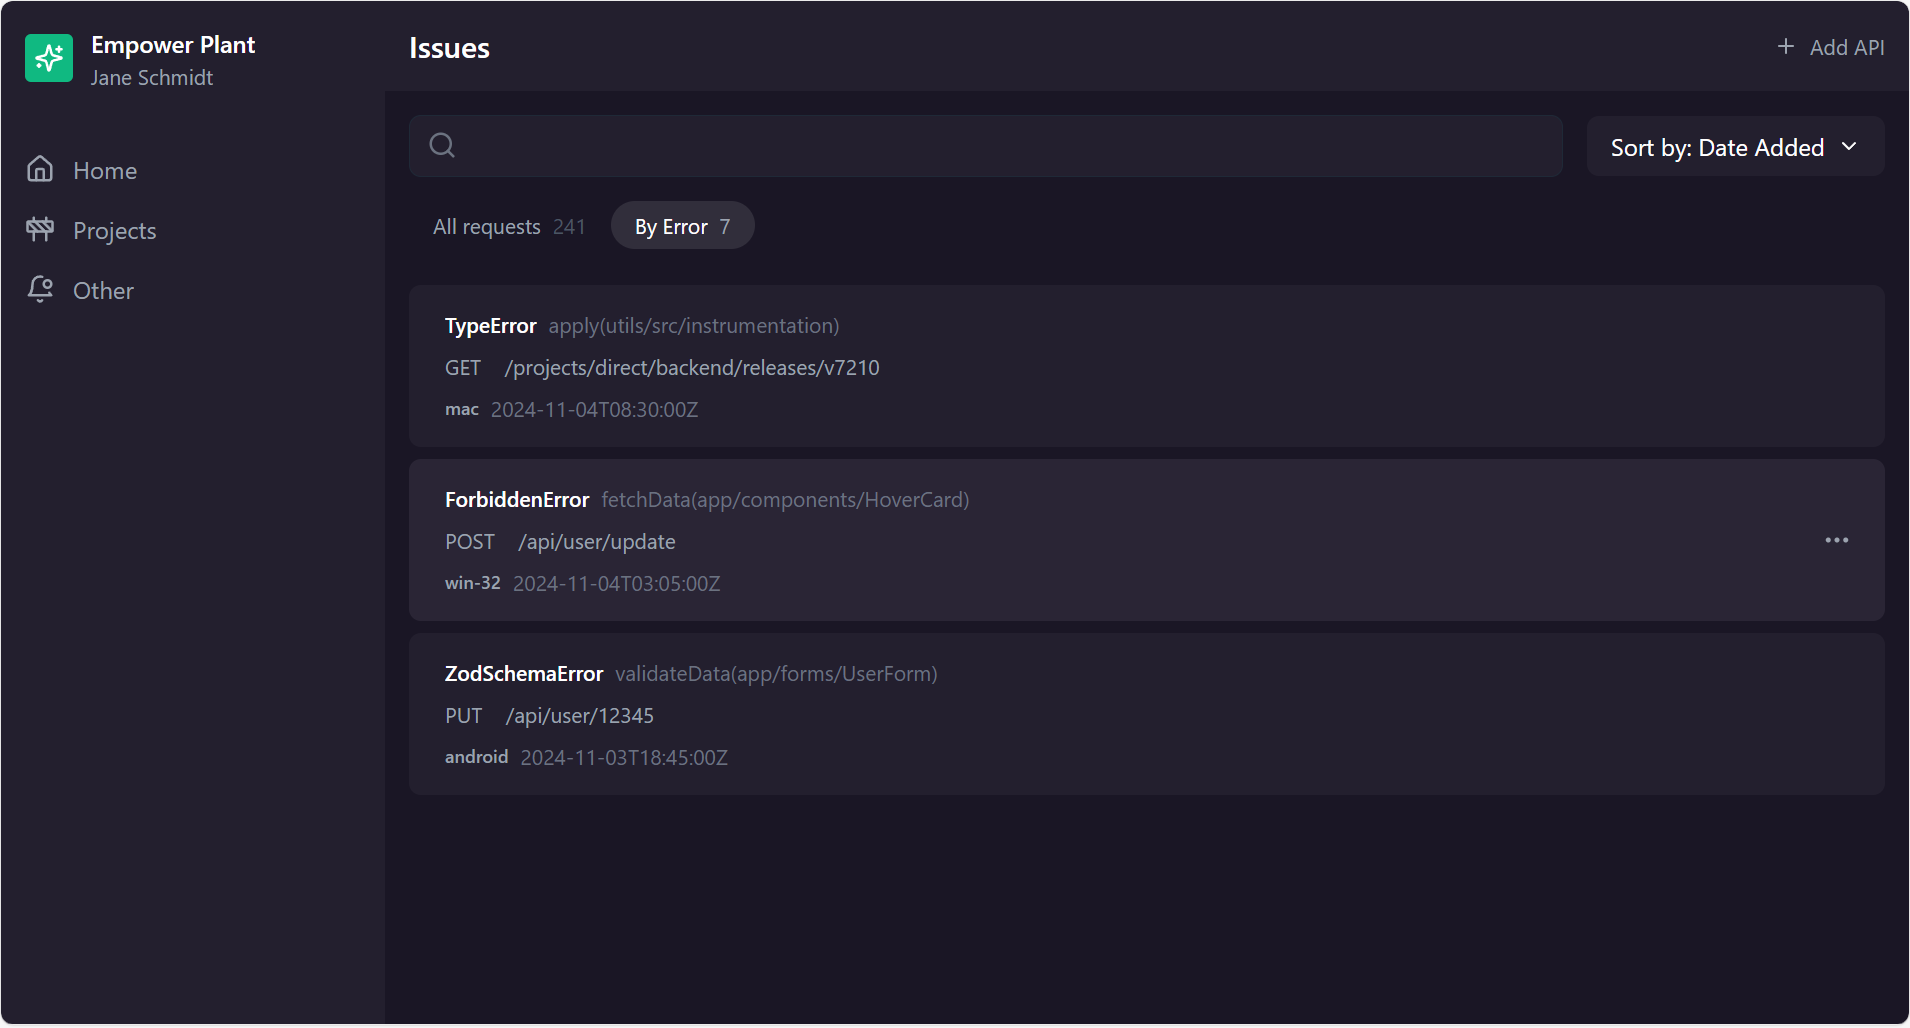 Empower Plant
Jane Schmidt
Home
Projects
Other
Issues
Add API
Sort by: Date Added
All requests 241
By Error 7
TypeError apply(utils/src/instrumentation)
GET /projects/direct/backend/releases/v7210
mac 2024-11-04T08:30:00Z
ForbiddenError fetchData(app/components/HoverCard)
POST /api/user/update
win-32 2024-11-04T03:05:00Z
ZodSchemaError validateData(app/forms/UserForm)
PUT /api/user/12345
android 2024-11-03T18:45:00Z